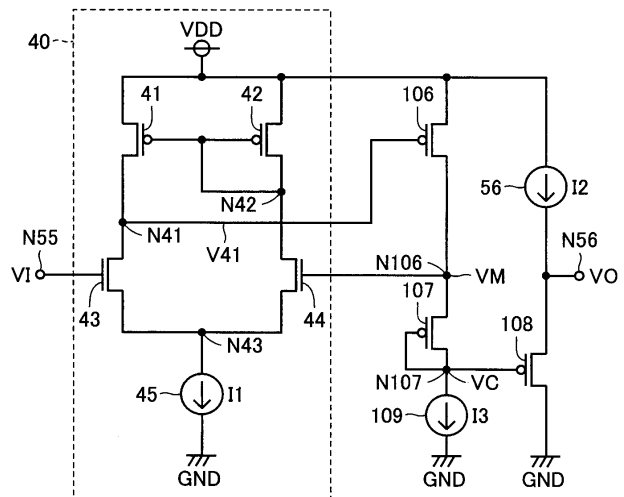 40
VDD
41
42
106
56
I2
N42
N55
N41
V41
N106
VM
N56
VI
VO
43
44
107
108
N43
N107
VC
45
I1
109
I3
GND
GND
GND